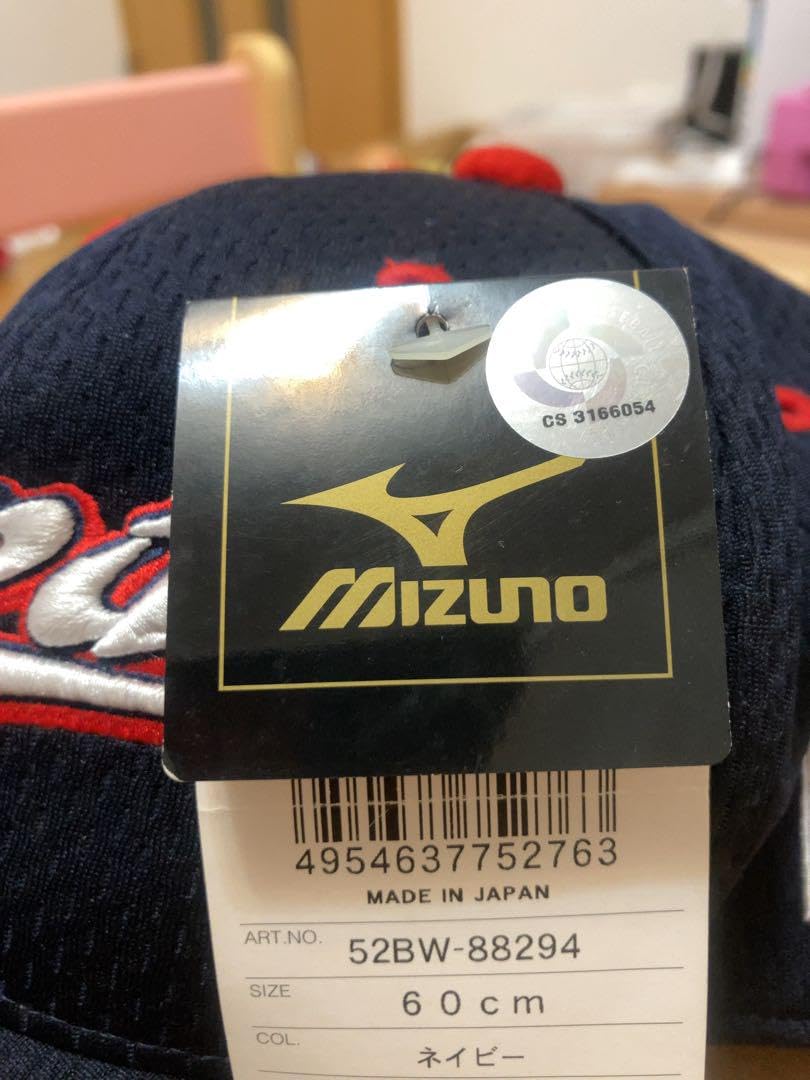 CS 3166054
MIZUNO
4954637752763
MADE IN JAPAN
ART.NO. 52BW-88294
SIZE 60cm
COL. ネイビー